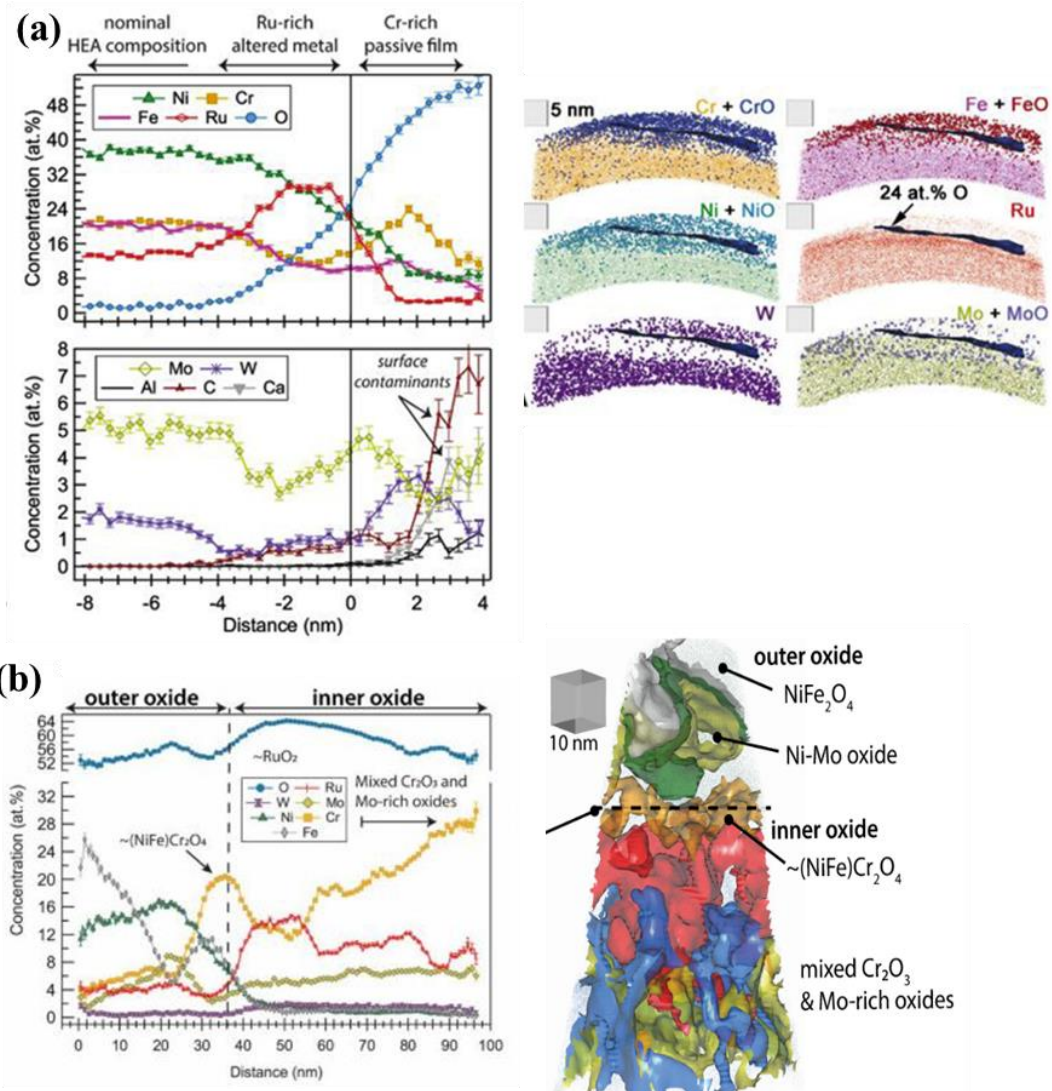 (a)
nominal
HEA composition
Ru-rich
altered metal
Cr-rich
passive film
Ni Cr
Fe Ru O
Concentration (at.%)
48
40
32
24
16
8
0
Mo W
Al C Ca
surface
contaminants
Concentration (at.%)
8
7
6
5
4
3
2
1
0
-8 -6 -4 -2 0 2 4
Distance (nm)
5 nm
Cr + CrO
Fe + FeO
Ni + NiO
24 at.% O
Ru
W
Mo + MoO
(b)
outer oxide
inner oxide
64
60
56
52
~RuO₂
O Ru
W Mo
Ni Cr
Fe
Mixed Cr₂O₃ and
Mo-rich oxides
~(NiFe)Cr₂O₄
Concentration (at.%)
32
28
24
20
16
12
8
4
0
0 10 20 30 40 50 60 70 80 90 100
Distance (nm)
10 nm
outer oxide
NiFe₂O₄
Ni-Mo oxide
inner oxide
~(NiFe)Cr₂O₄
mixed Cr₂O₃
& Mo-rich oxides